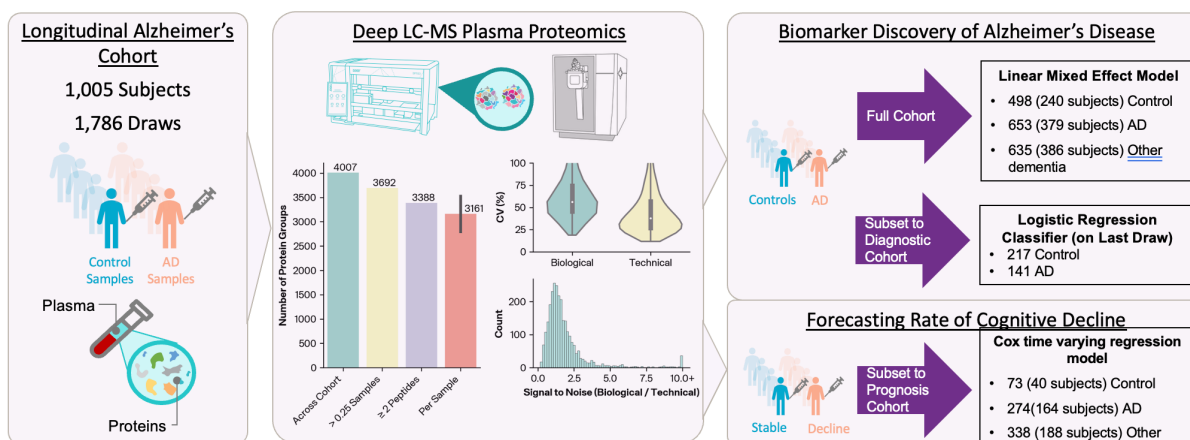 Longitudinal Alzheimer's
Cohort
1,005 Subjects
1,786 Draws
Control
Samples
AD
Samples
Plasma
Proteins
Deep LC-MS Plasma Proteomics
Number of Protein Groups
4000
3500
3000
2500
2000
1500
1000
500
0
4007
3692
3388
3161
Across Cohort
> 0.25 Samples
≥ 2 Peptides
Per Sample
CV (%)
100
75
50
25
0
Biological
Technical
Count
200
100
0
0.0
2.5
5.0
7.5
10.0+
Signal to Noise (Biological / Technical)
Biomarker Discovery of Alzheimer's Disease
Controls
AD
Full Cohort
Linear Mixed Effect Model
• 498 (240 subjects) Control
• 653 (379 subjects) AD
• 635 (386 subjects) Other
dementia
Subset to
Diagnostic
Cohort
Logistic Regression
Classifier (on Last Draw)
• 217 Control
• 141 AD
Forecasting Rate of Cognitive Decline
Stable
Decline
Subset to
Prognosis
Cohort
Cox time varying regression
model
• 73 (40 subjects) Control
• 274(164 subjects) AD
• 338 (188 subjects) Other